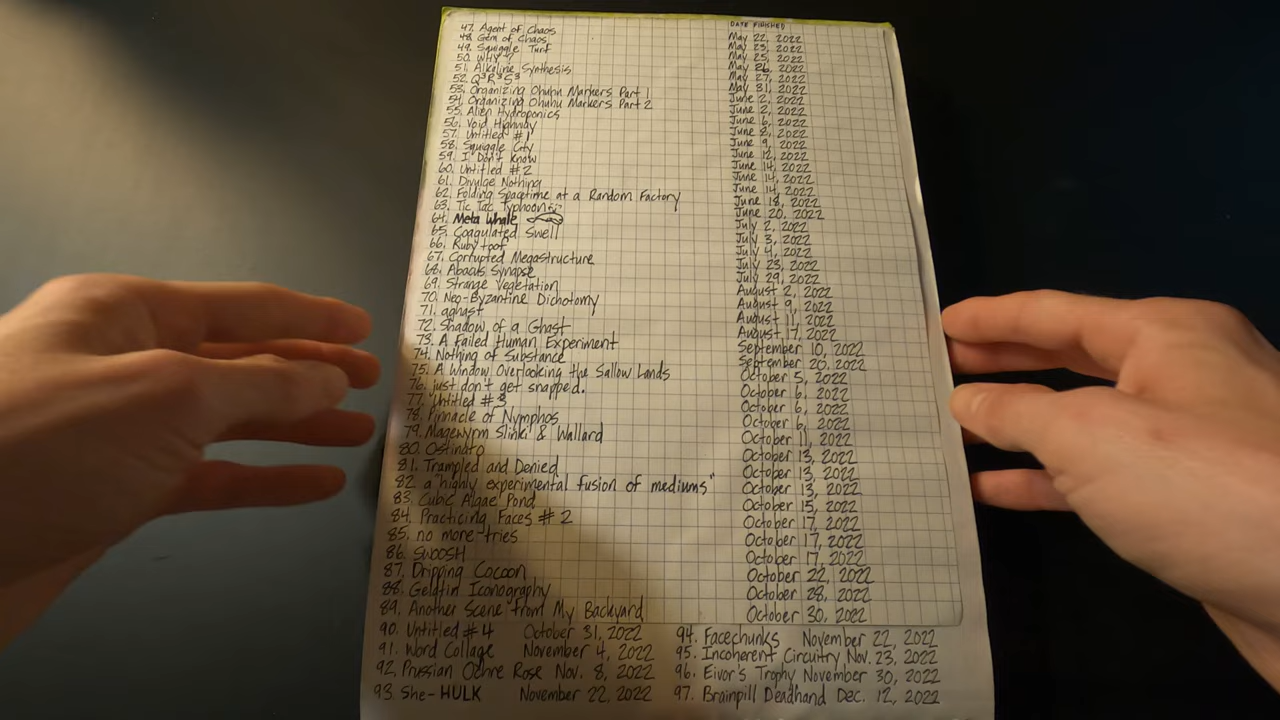 DATE FINISHED
47. Agent of Chaos May 22, 2022
48. Gem of Chaos May 23, 2022
49. Squiggle Turf May 25, 2022
50. WHY? May 26, 2022
51. Alkaline Synthesis May 27, 2022
52. Q³R³S³ May 31, 2022
53. Organizing Ohuhu Markers Part 1 June 2, 2022
54. Organizing Ohuhu Markers Part 2 June 2, 2022
55. Alien Hydroponics June 6, 2022
56. Void Highway June 8, 2022
57. Untitled #1 June 9, 2022
58. Squiggle City June 12, 2022
59. I Don't Know June 14, 2022
60. Untitled #2 June 14, 2022
61. Divulge Nothing June 14, 2022
62. Folding Spacetime at a Random Factory June 18, 2022
63. Tic Tac Typhoon June 20, 2022
64. Meta Whale July 2, 2022
65. Coagulated Swell July 3, 2022
66. Ruby toof July 4, 2022
67. Corrupted Megastructure July 23, 2022
68. Abacus Synapse July 29, 2022
69. Strange Vegetation August 2, 2022
70. Neo-Byzantine Dichotomy August 9, 2022
71. aghast August 11, 2022
72. Shadow of a Ghast August 17, 2022
73. A Failed Human Experiment September 10, 2022
74. Nothing of Substance September 20, 2022
75. A Window Overlooking the Sallow Lands October 5, 2022
76. just don't get snapped. October 6, 2022
77. Untitled #3 October 6, 2022
78. Pinnacle of Nymphos October 6, 2022
79. Magewyrm Slinki & Wallard October 11, 2022
80. Ostinato October 13, 2022
81. Trampled and Denied October 13, 2022
82. a "highly experimental fusion of mediums" October 13, 2022
83. Cubic Algae Pond October 15, 2022
84. Practicing Faces #2 October 17, 2022
85. no more tries October 17, 2022
86. SWOOSH October 17, 2022
87. Dripping Cocoon October 22, 2022
88. Geldfin Iconography October 28, 2022
89. Another Scene from My Backyard October 30, 2022
90. Untitled #4 October 31, 2022
91. Word Collage November 4, 2022
92. Prussian Ochre Rose Nov. 8, 2022
93. She-HULK November 22, 2022
94. Facechunks November 22, 2022
95. Incoherent Circuitry Nov. 23, 2022
96. Eivor's Trophy November 30, 2022
97. Brainpill Deadhand Dec. 12, 2022